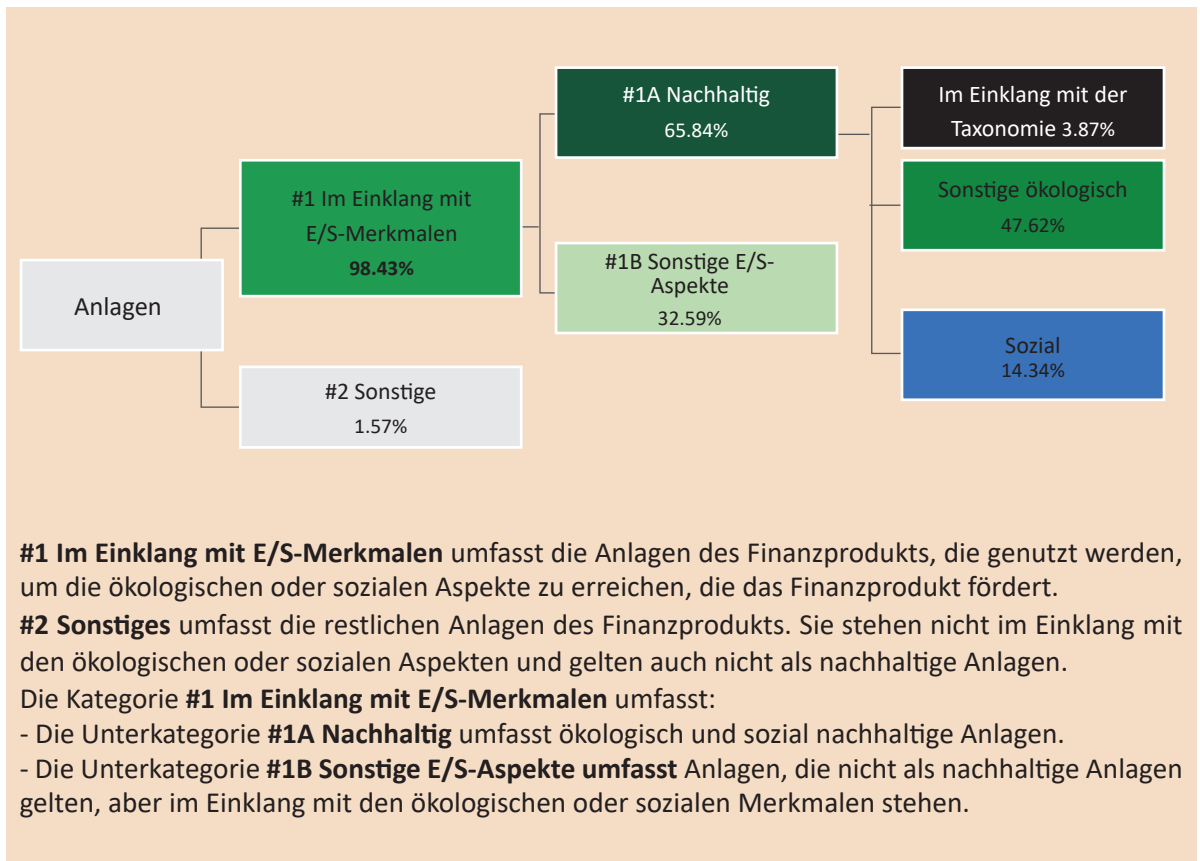 Anlagen
#1 Im Einklang mit
E/S-Merkmalen
98.43%
#2 Sonstige
1.57%
#1A Nachhaltig
65.84%
#1B Sonstige E/S-
Aspekte
32.59%
Im Einklang mit der
Taxonomie 3.87%
Sonstige ökologisch
47.62%
Sozial
14.34%
#1 Im Einklang mit E/S-Merkmalen umfasst die Anlagen des Finanzprodukts, die genutzt werden,
um die ökologischen oder sozialen Aspekte zu erreichen, die das Finanzprodukt fördert.
#2 Sonstiges umfasst die restlichen Anlagen des Finanzprodukts. Sie stehen nicht im Einklang mit
den ökologischen oder sozialen Aspekten und gelten auch nicht als nachhaltige Anlagen.
Die Kategorie #1 Im Einklang mit E/S-Merkmalen umfasst:
- Die Unterkategorie #1A Nachhaltig umfasst ökologisch und sozial nachhaltige Anlagen.
- Die Unterkategorie #1B Sonstige E/S-Aspekte umfasst Anlagen, die nicht als nachhaltige Anlagen
gelten, aber im Einklang mit den ökologischen oder sozialen Merkmalen stehen.